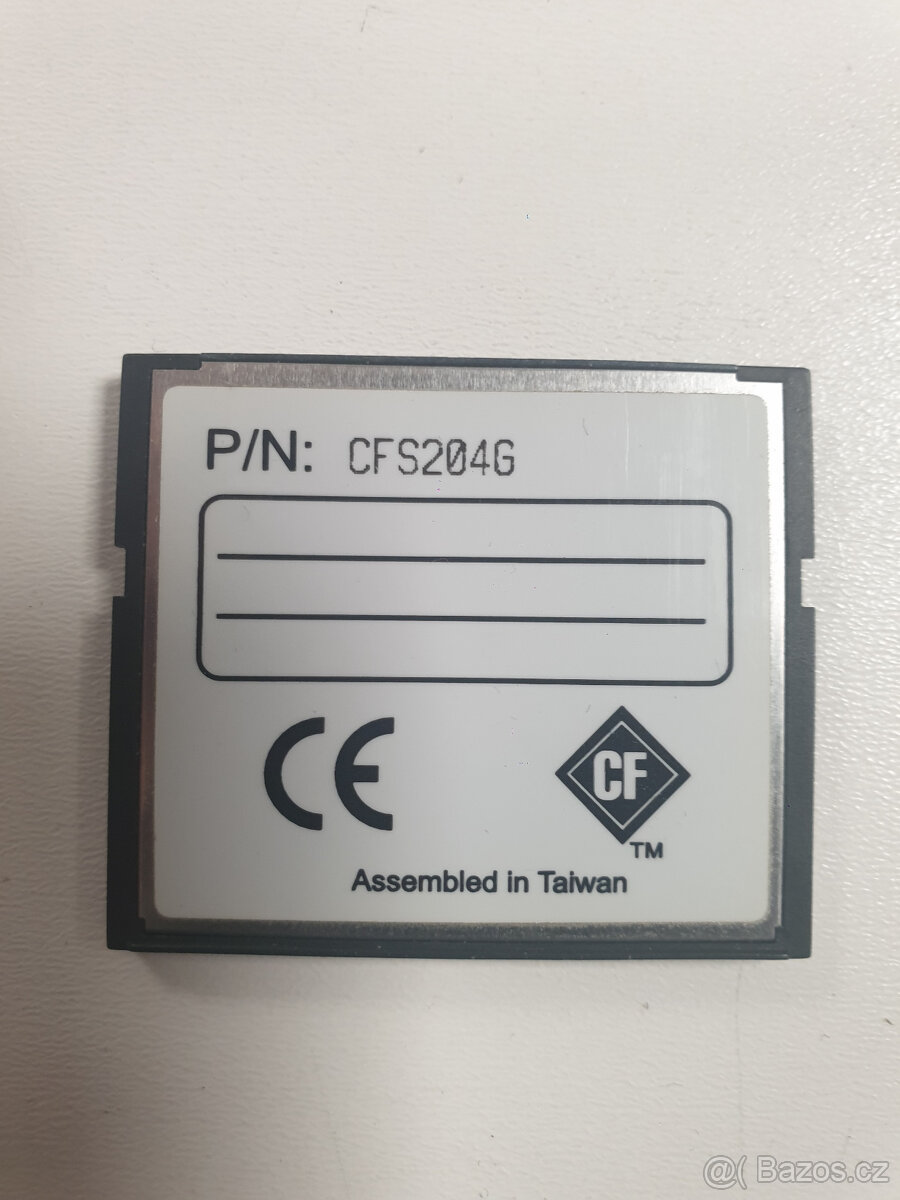 P/N: CFS204G
CE
CF
TM
Assembled in Taiwan
@( Bazos.cz